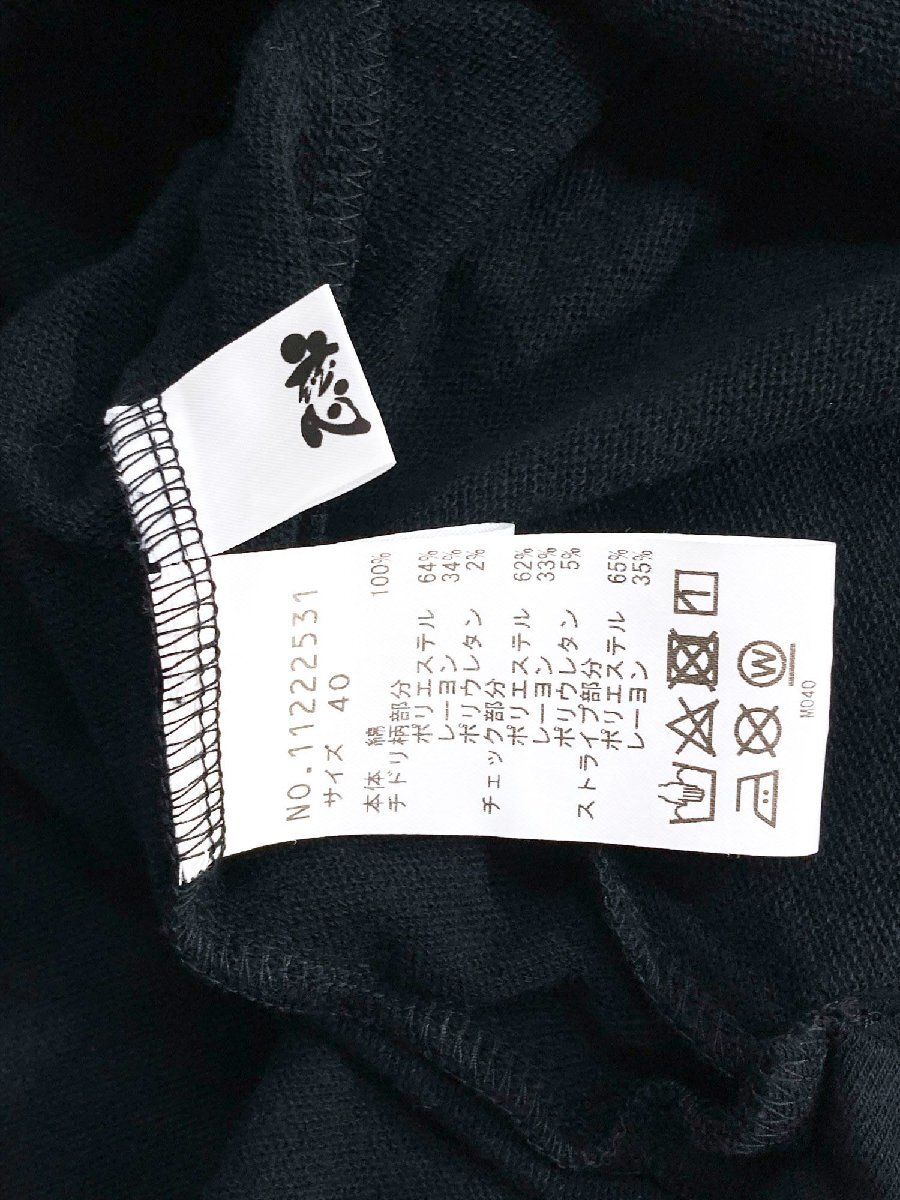 NO.1122531
サイズ 40
本体 綿 100%
チドリ柄部分
ポリエステル 64%
レーヨン 34%
ポリウレタン 2%
チェック部分
ポリエステル 62%
レーヨン 33%
ポリウレタン 5%
ストライプ部分
ポリエステル 65%
レーヨン 35%
W
M040